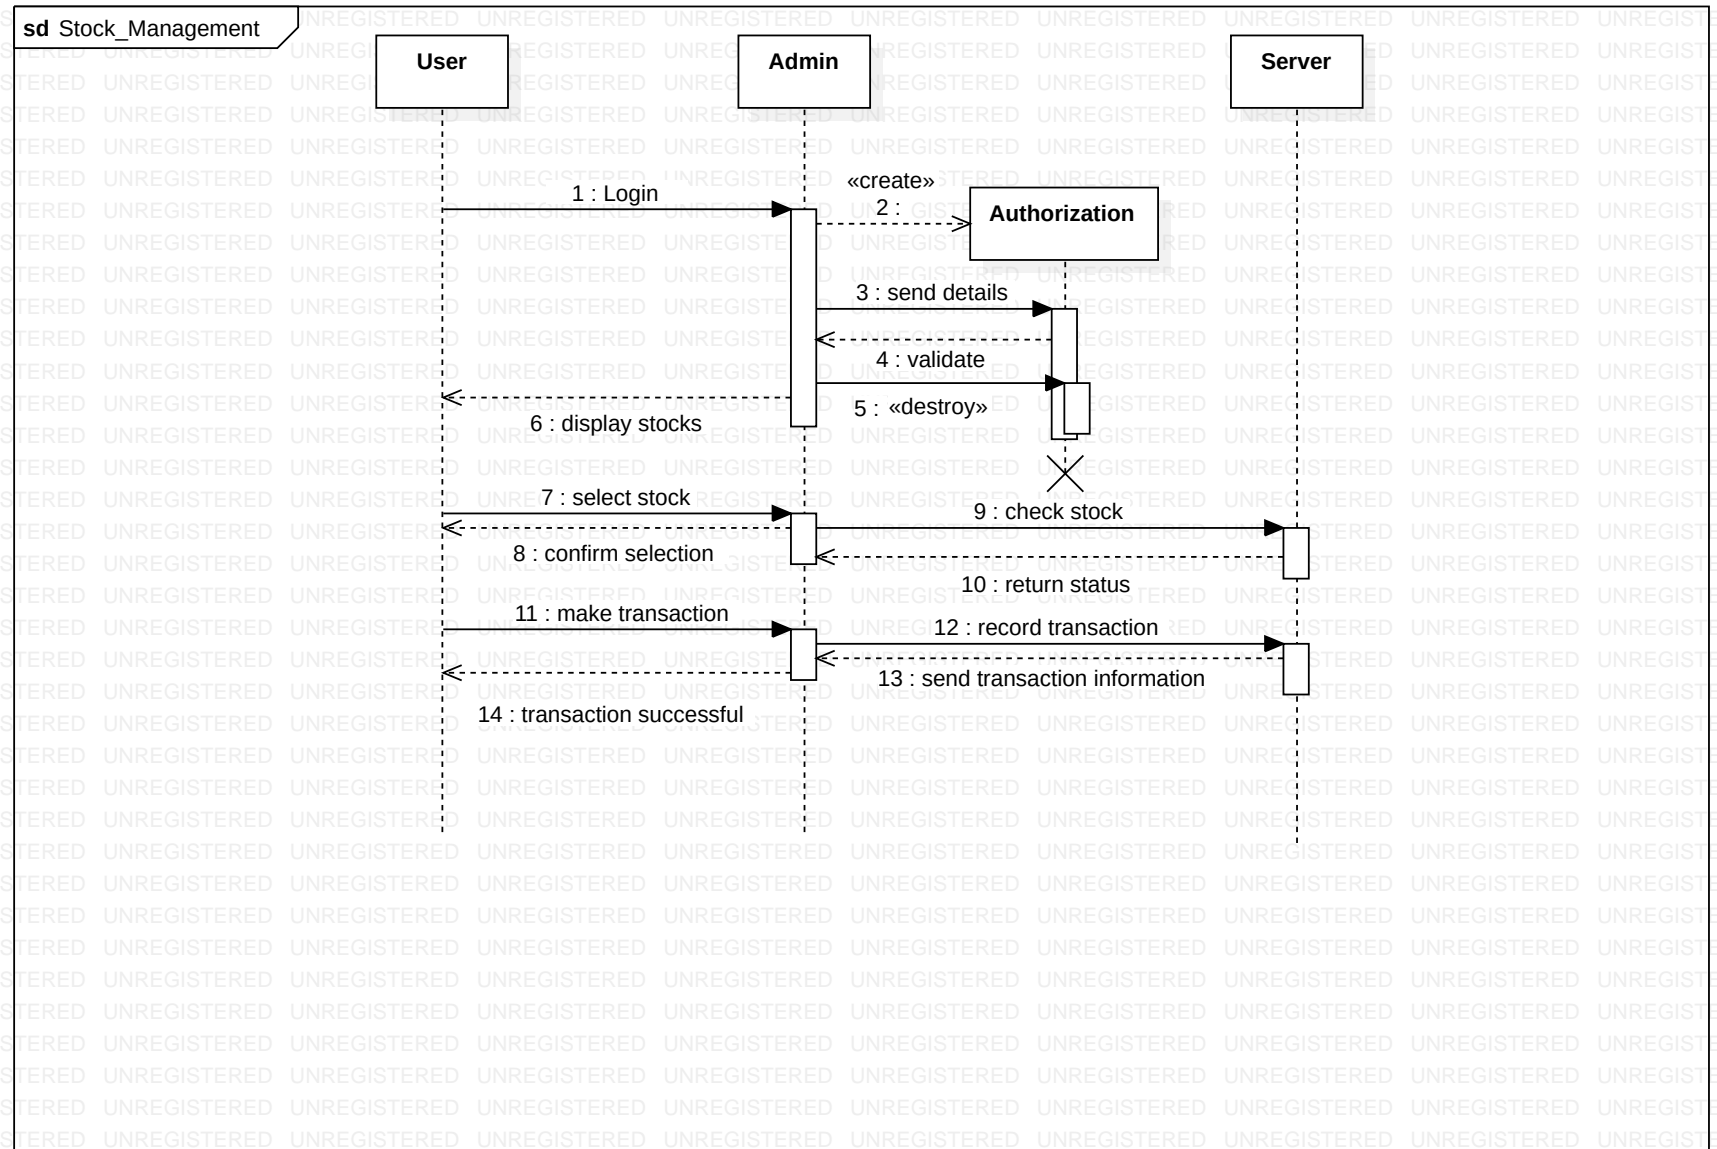 sd Stock_Management
User
Admin
Server
1 : Login
«create»
2 :
Authorization
3 : send details
4 : validate
5 : «destroy»
6 : display stocks
7 : select stock
9 : check stock
8 : confirm selection
10 : return status
11 : make transaction
12 : record transaction
13 : send transaction information
14 : transaction successful
UNREGISTERED